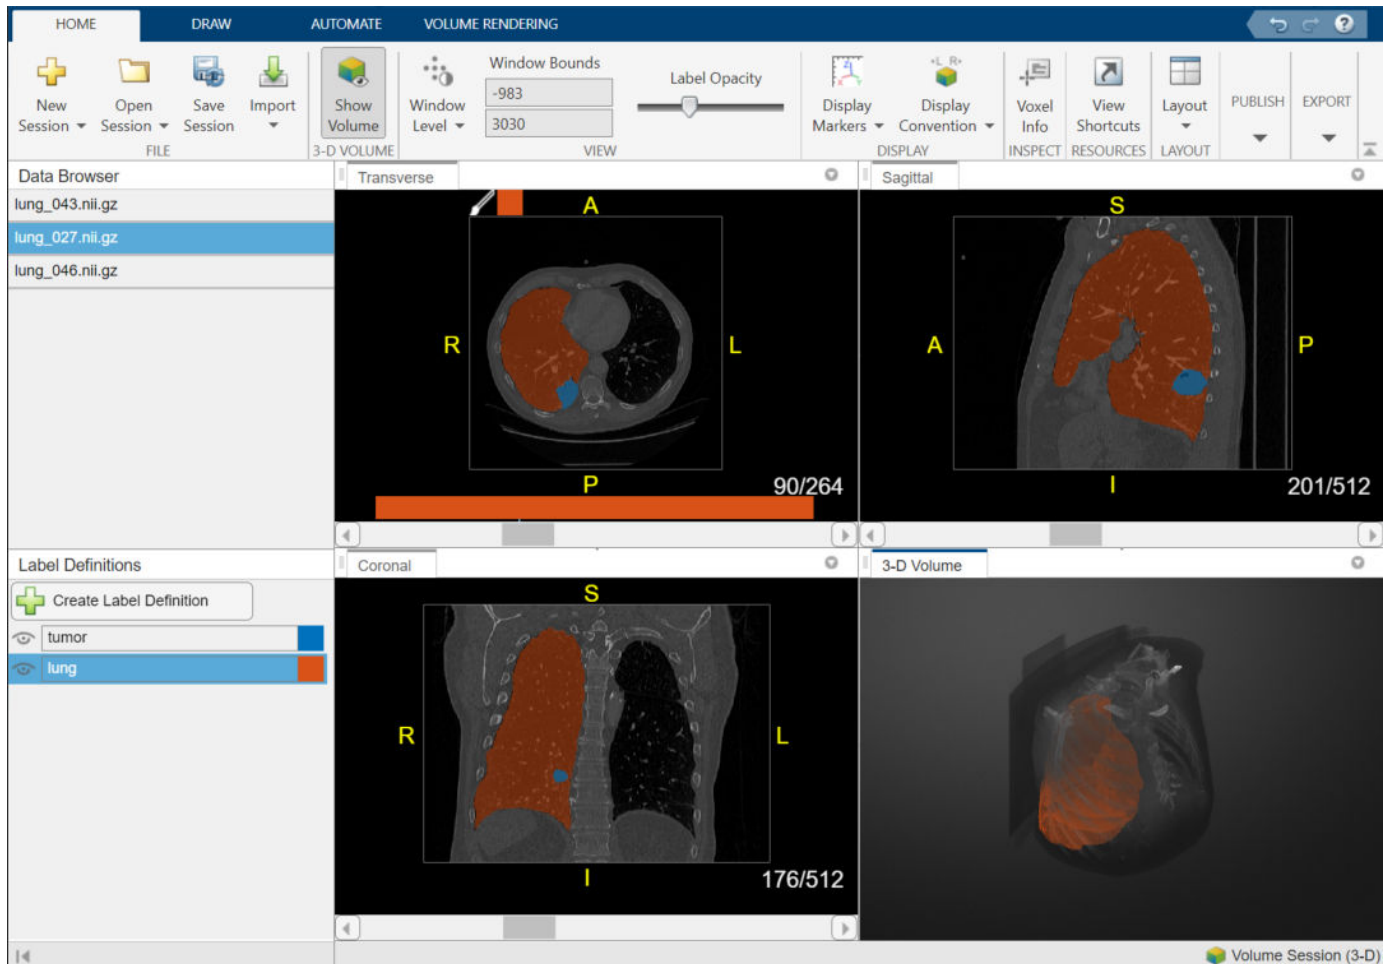 HOME DRAW AUTOMATE VOLUME RENDERING
New Session
Open Session
Save Session
Import
FILE
Show Volume
3-D VOLUME
Window Level
Window Bounds
-983
3030
Label Opacity
VIEW
Display Markers
L R
Display Convention
DISPLAY
Voxel Info
INSPECT
View Shortcuts
RESOURCES
Layout
LAYOUT
PUBLISH
EXPORT
Data Browser
lung_043.nii.gz
lung_027.nii.gz
lung_046.nii.gz
Transverse
A
R
L
P
90/264
Sagittal
S
A
P
I
201/512
Label Definitions
Create Label Definition
tumor
lung
Coronal
S
R
L
I
176/512
3-D Volume
Volume Session (3-D)